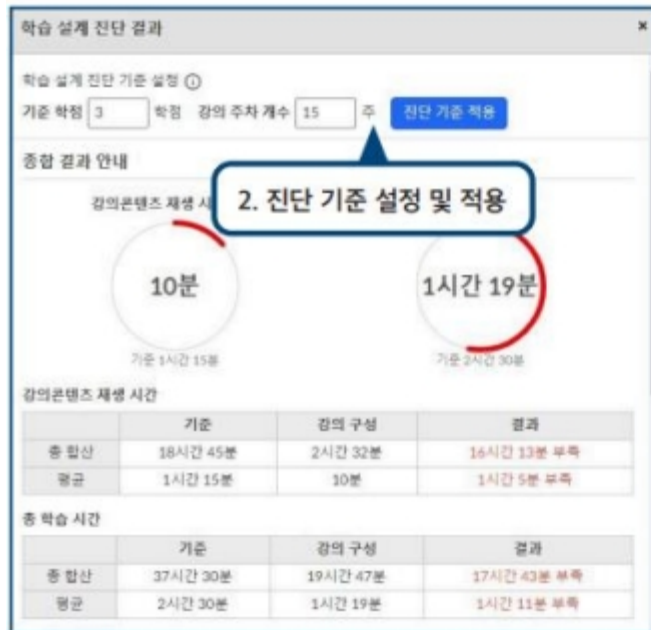 학습 설계 진단 결과 ×
학습 설계 진단 기준 설정 ⓘ
기준 학점 3 학점 강의 주차 개수 15 주 진단 기준 적용
종합 결과 안내
2. 진단 기준 설정 및 적용
강의콘텐츠 재생 시
10분 1시간 19분
기준 1시간 15분 기준 2시간 30분
강의콘텐츠 재생 시간
기준 강의 구성 결과
총 합산 18시간 45분 2시간 32분 16시간 13분 부족
평균 1시간 15분 10분 1시간 5분 부족
총 학습 시간
기준 강의 구성 결과
총 합산 37시간 30분 19시간 47분 17시간 43분 부족
평균 2시간 30분 1시간 19분 1시간 11분 부족